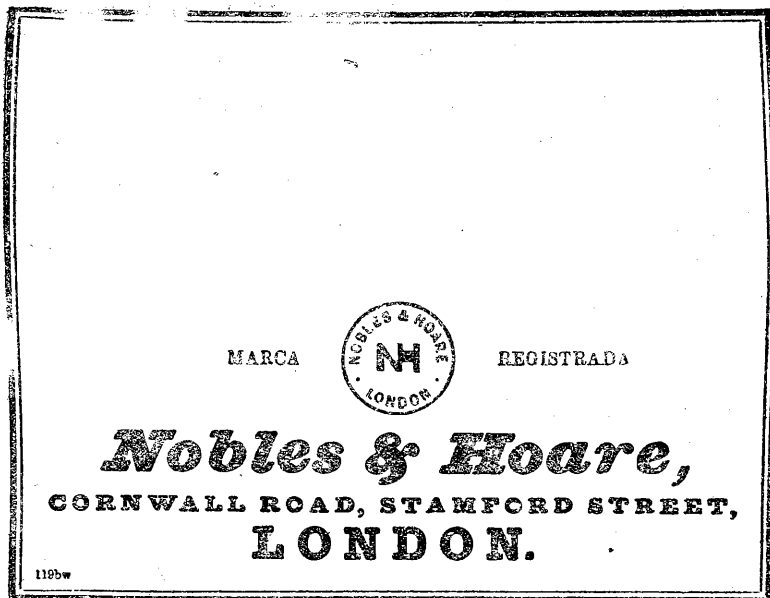 MARCA NOBLES & HOARE REGISTRADA
NH
· LONDON ·
Nobles & Hoare,
CORNWALL ROAD, STAMFORD STREET,
LONDON.
119bw